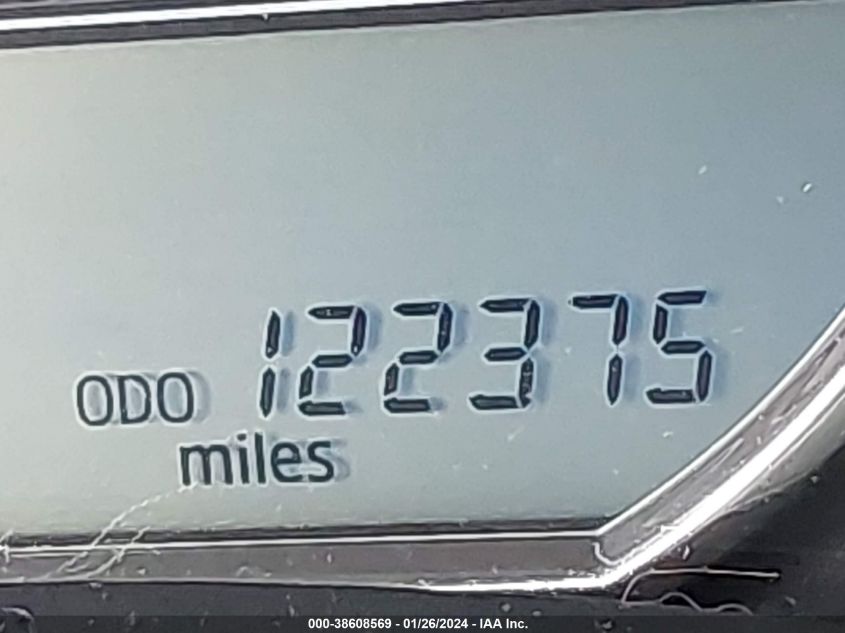 ODO 122375
miles
000-38608569 - 01/26/2024 - IAA Inc.